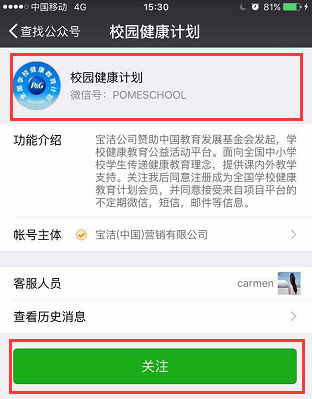 中国移动 4G 15:30 81%
查找公众号 校园健康计划
校园健康计划
微信号：POMESCHOOL
P&G
功能介绍 宝洁公司赞助中国教育发展基金会发起，学
校健康教育公益活动平台。面向全国中小学
校学生传递健康教育理念，提供课内外教学
支持。关注我后同意注册成为全国学校健康
教育计划会员，并同意接受来自项目平台的
不定期微信，短信，邮件等信息。
帐号主体 宝洁(中国)营销有限公司
客服人员 carmen
查看历史消息
关注